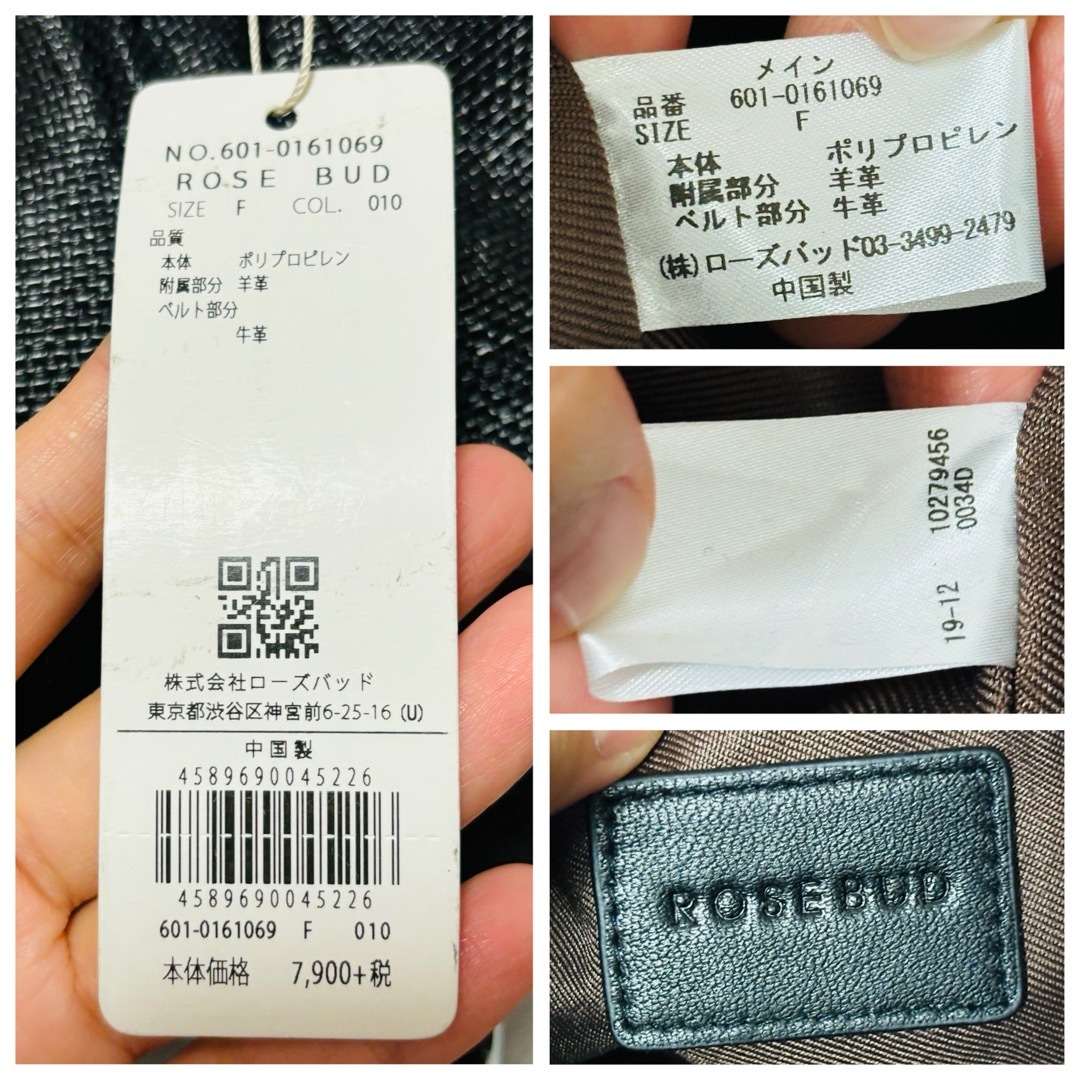 NO.601-0161069
ROSE BUD
SIZE F COL. 010
品質
本体 ポリプロピレン
附属部分 羊革
ベルト部分
牛革
株式会社ローズバッド
東京都渋谷区神宮前6-25-16 (U)
中国製
4589690045226
4589690045226
601-0161069 F 010
本体価格 7,900+税
メイン
品番 601-0161069
SIZE F
本体 ポリプロピレン
附属部分 羊革
ベルト部分 牛革
(株)ローズバッド03-3499-2479
中国製
10279456
0034D
19-12
ROSE BUD